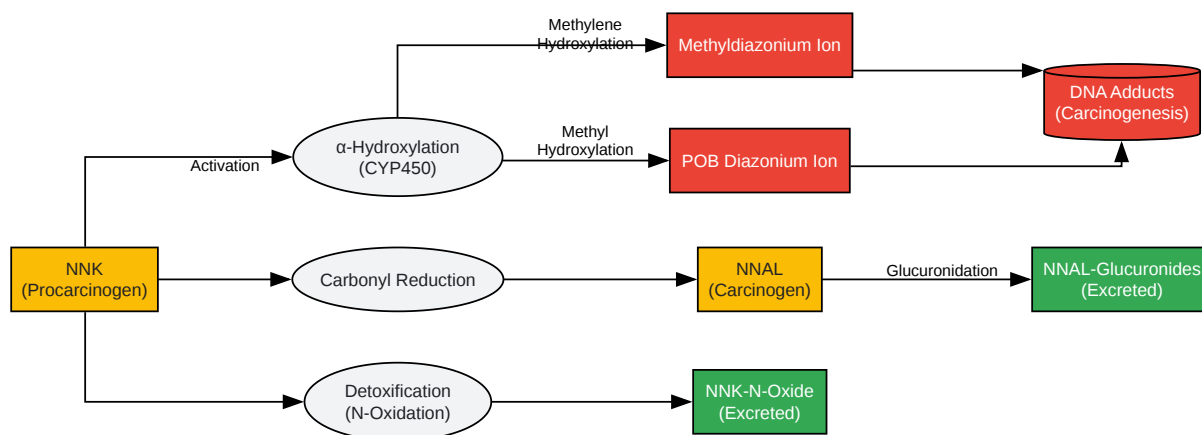 Methylene
Hydroxylation
Methyldiazonium Ion
DNA Adducts
(Carcinogenesis)
α-Hydroxylation
(CYP450)
Methyl
Hydroxylation
POB Diazonium Ion
Activation
NNK
(Procarcinogen)
Carbonyl Reduction
NNAL
(Carcinogen)
Glucuronidation
NNAL-Glucuronides
(Excreted)
Detoxification
(N-Oxidation)
NNK-N-Oxide
(Excreted)